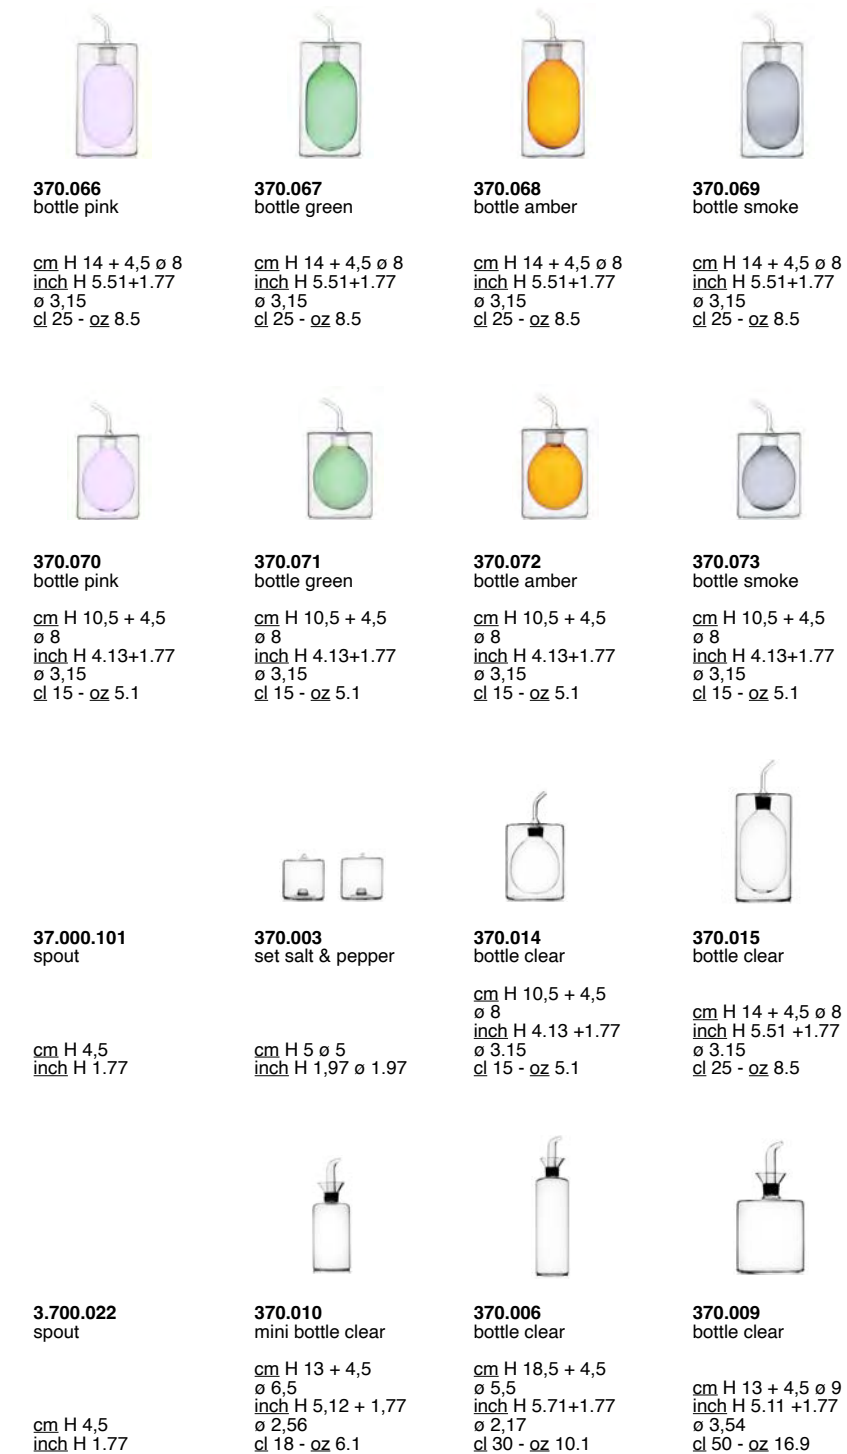 370.066
bottle pink
cm H 14 + 4,5 ø 8
inch H 5.51+1.77
ø 3,15
cl 25 - oz 8.5
370.067
bottle green
cm H 14 + 4,5 ø 8
inch H 5.51+1.77
ø 3,15
cl 25 - oz 8.5
370.068
bottle amber
cm H 14 + 4,5 ø 8
inch H 5.51+1.77
ø 3,15
cl 25 - oz 8.5
370.069
bottle smoke
cm H 14 + 4,5 ø 8
inch H 5.51+1.77
ø 3,15
cl 25 - oz 8.5
370.070
bottle pink
cm H 10,5 + 4,5
ø 8
inch H 4.13+1.77
ø 3,15
cl 15 - oz 5.1
370.071
bottle green
cm H 10,5 + 4,5
ø 8
inch H 4.13+1.77
ø 3,15
cl 15 - oz 5.1
370.072
bottle amber
cm H 10,5 + 4,5
ø 8
inch H 4.13+1.77
ø 3,15
cl 15 - oz 5.1
370.073
bottle smoke
cm H 10,5 + 4,5
ø 8
inch H 4.13+1.77
ø 3,15
cl 15 - oz 5.1
37.000.101
spout
cm H 4,5
inch H 1.77
370.003
set salt & pepper
cm H 5 ø 5
inch H 1,97 ø 1.97
370.014
bottle clear
cm H 10,5 + 4,5
ø 8
inch H 4.13 +1.77
ø 3.15
cl 15 - oz 5.1
370.015
bottle clear
cm H 14 + 4,5 ø 8
inch H 5.51 +1.77
ø 3.15
cl 25 - oz 8.5
3.700.022
spout
cm H 4,5
inch H 1.77
370.010
mini bottle clear
cm H 13 + 4,5
ø 6,5
inch H 5,12 + 1,77
ø 2,56
cl 18 - oz 6.1
370.006
bottle clear
cm H 18,5 + 4,5
ø 5,5
inch H 5.71+1.77
ø 2,17
cl 30 - oz 10.1
370.009
bottle clear
cm H 13 + 4,5 ø 9
inch H 5.11 +1.77
ø 3,54
cl 50 - oz 16.9